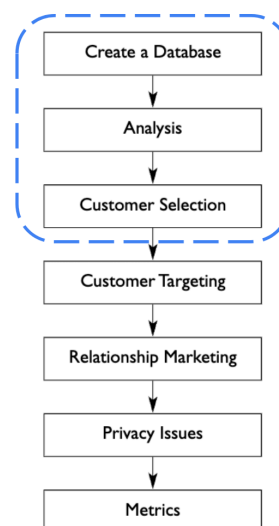 Create a Database
Analysis
Customer Selection
Customer Targeting
Relationship Marketing
Privacy Issues
Metrics